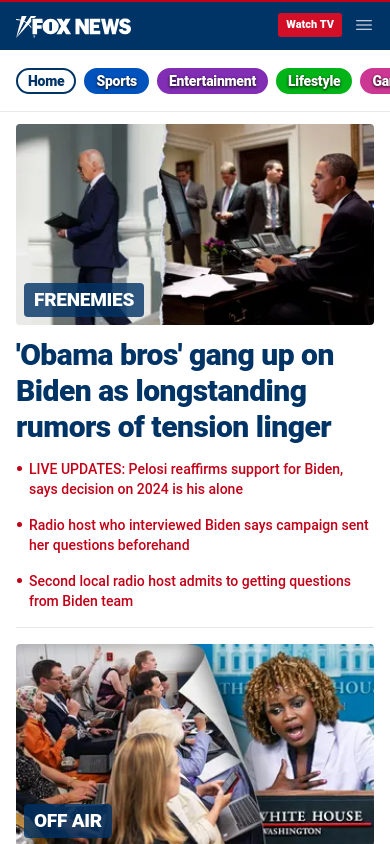 FOX NEWS
Watch TV
Home
Sports
Entertainment
Lifestyle
FRENEMIES
'Obama bros' gang up on
Biden as longstanding
rumors of tension linger
LIVE UPDATES: Pelosi reaffirms support for Biden,
says decision on 2024 is his alone
Radio host who interviewed Biden says campaign sent
her questions beforehand
Second local radio host admits to getting questions
from Biden team
OFF AIR
WHITE HOUSE
WASHINGTON